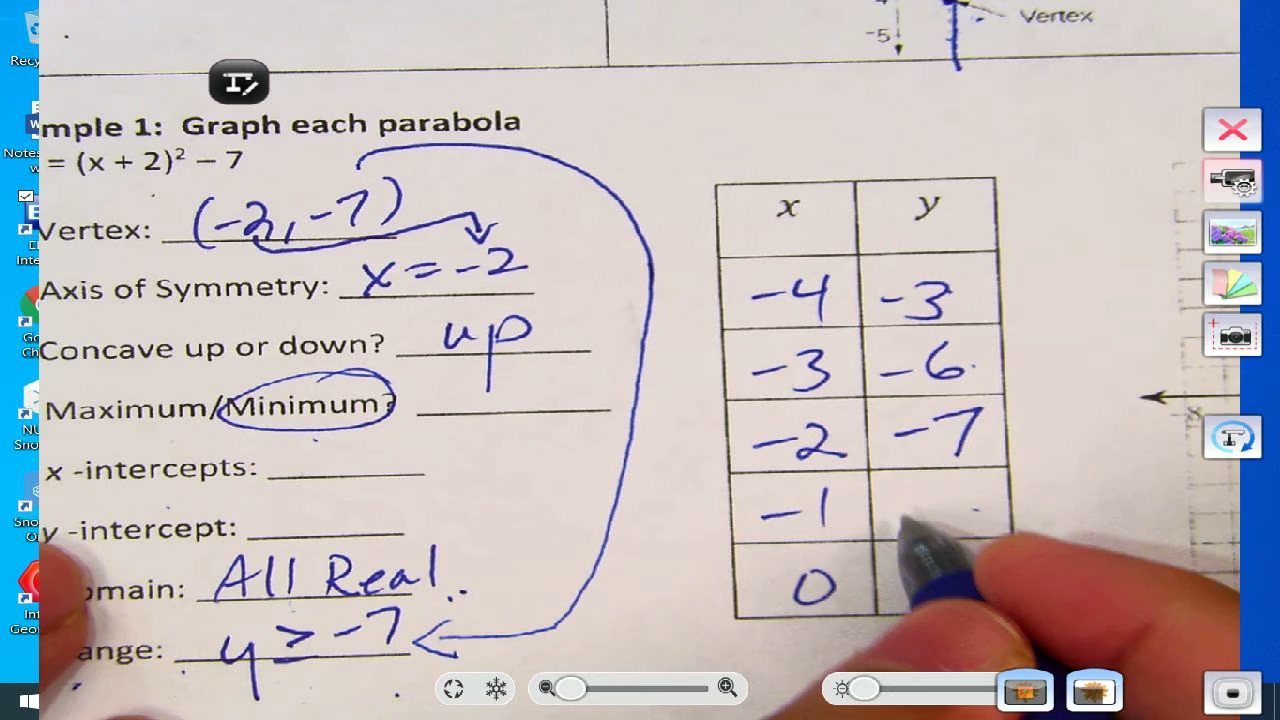 Vertex
-5
mple 1: Graph each parabola
= (x + 2)² – 7
Vertex: (-2, -7)
Axis of Symmetry: x = -2
Concave up or down? up
Maximum/Minimum?
x -intercepts:
y -intercept:
omain: All Real
ange: y ≥ -7
x y
-4 -3
-3 -6
-2 -7
-1
0
Recy
Notes